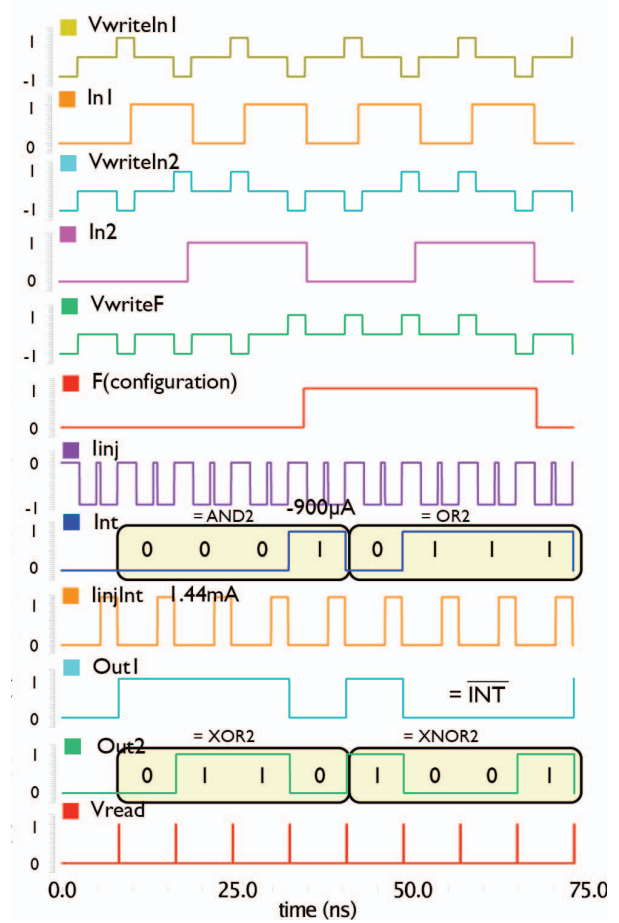 VwriteIn1
1
-1
In1
1
0
VwriteIn2
1
-1
In2
1
0
VwriteF
1
-1
F(configuration)
1
0
Iinj
0
-1
-900µA
Int
= AND2
= OR2
1
0
0 0 0 1 0 1 1 1
IinjInt 1.44mA
1
0
Out1
1
0
= INT
Out2
= XOR2
= XNOR2
1
0
0 1 1 0 1 0 0 1
Vread
1
0
0.0 25.0 50.0 75.0
time (ns)